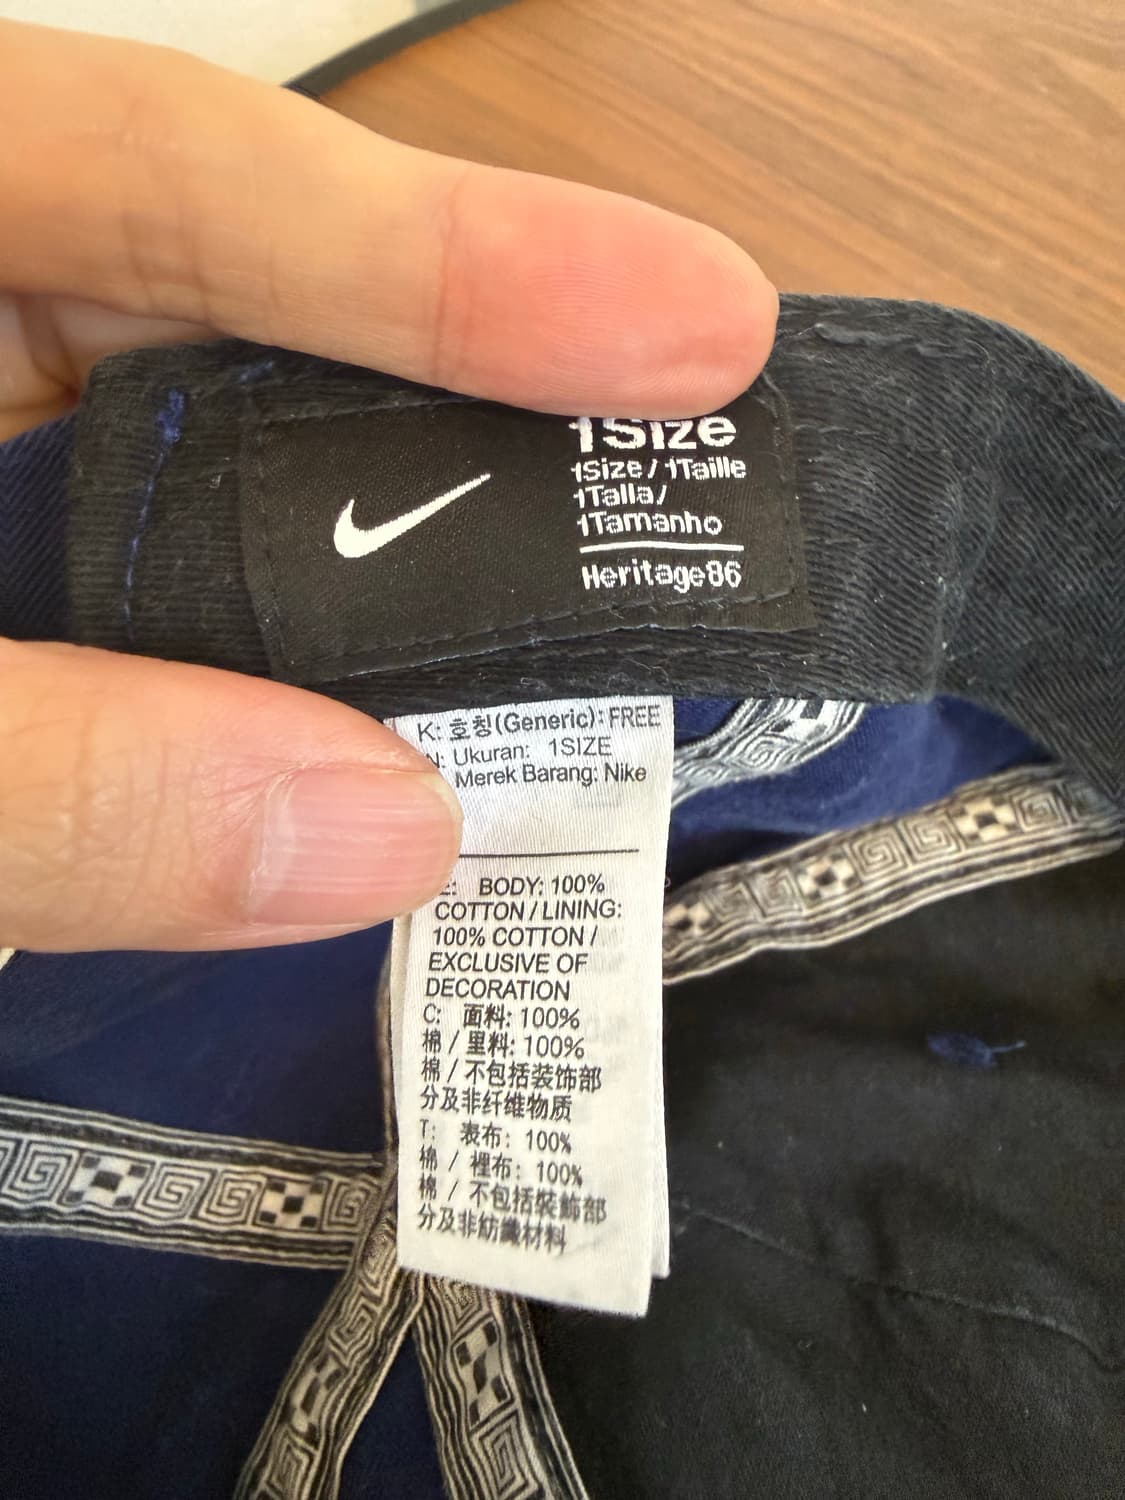 1Size
1Size / 1Taille
1Talla /
1Tamanho
Heritage86
K: 호칭(Generic): FREE
N: Ukuran: 1SIZE
Merek Barang: Nike
BODY: 100%
COTTON / LINING:
100% COTTON /
EXCLUSIVE OF
DECORATION
C: 面料: 100%
棉 / 里料: 100%
棉 / 不包括装饰部
分及非纤维物质
T: 表布: 100%
棉 / 裡布: 100%
棉 / 不包括裝飾部
分及非紡織材料